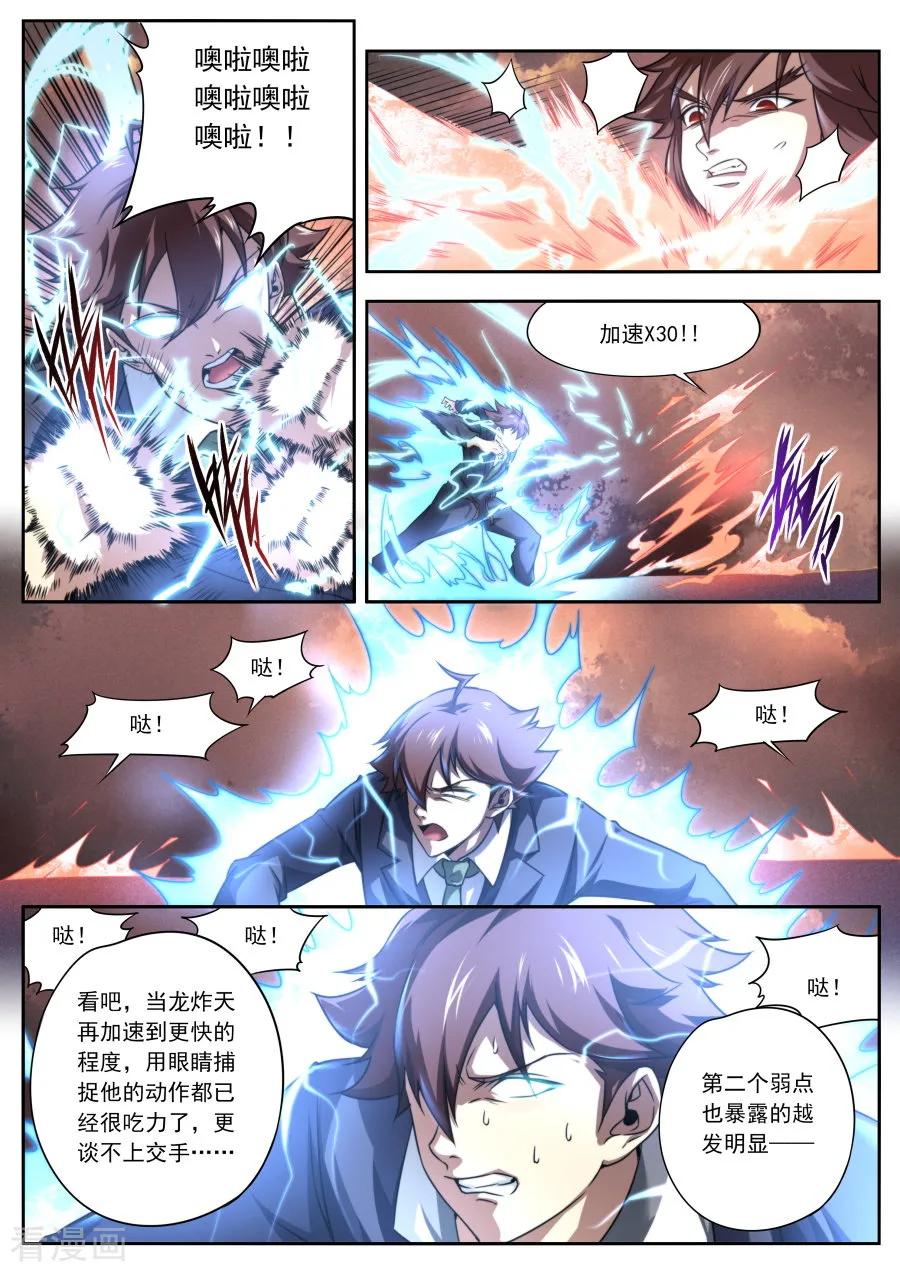 噢啦噢啦
噢啦噢啦
噢啦！！
加速X30!!
哒！
哒！
哒！
哒！
哒！
看吧，当龙炸天
再加速到更快的
程度，用眼睛捕
捉他的动作都已
经很吃力了，更
谈不上交手……
哒！
第二个弱点
也暴露的越
发明显——
看漫画